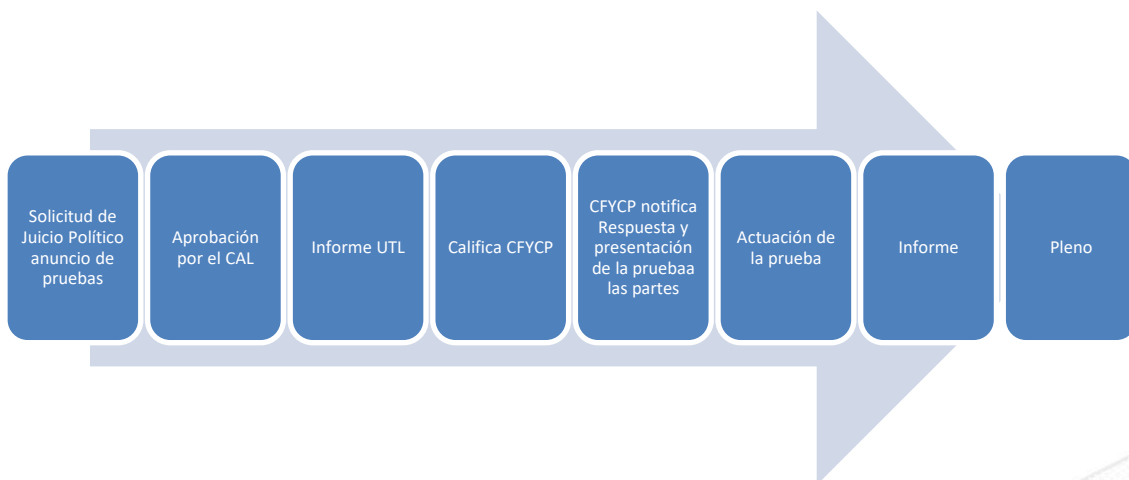 Solicitud de
Juicio Político
anuncio de
pruebas
Aprobación
por el CAL
Informe UTL
Califica CFYCP
CFYCP notifica
Respuesta y
presentación
de la pruebaa
las partes
Actuación de
la prueba
Informe
Pleno